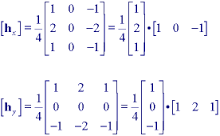 [h_x] = 1/4 [1 0 −1; 2 0 −2; 1 0 −1] = 1/4 [1; 2; 1] • [1 0 −1]
[h_y] = 1/4 [1 2 1; 0 0 0; −1 −2 −1] = 1/4 [1; 0; −1] • [1 2 1]